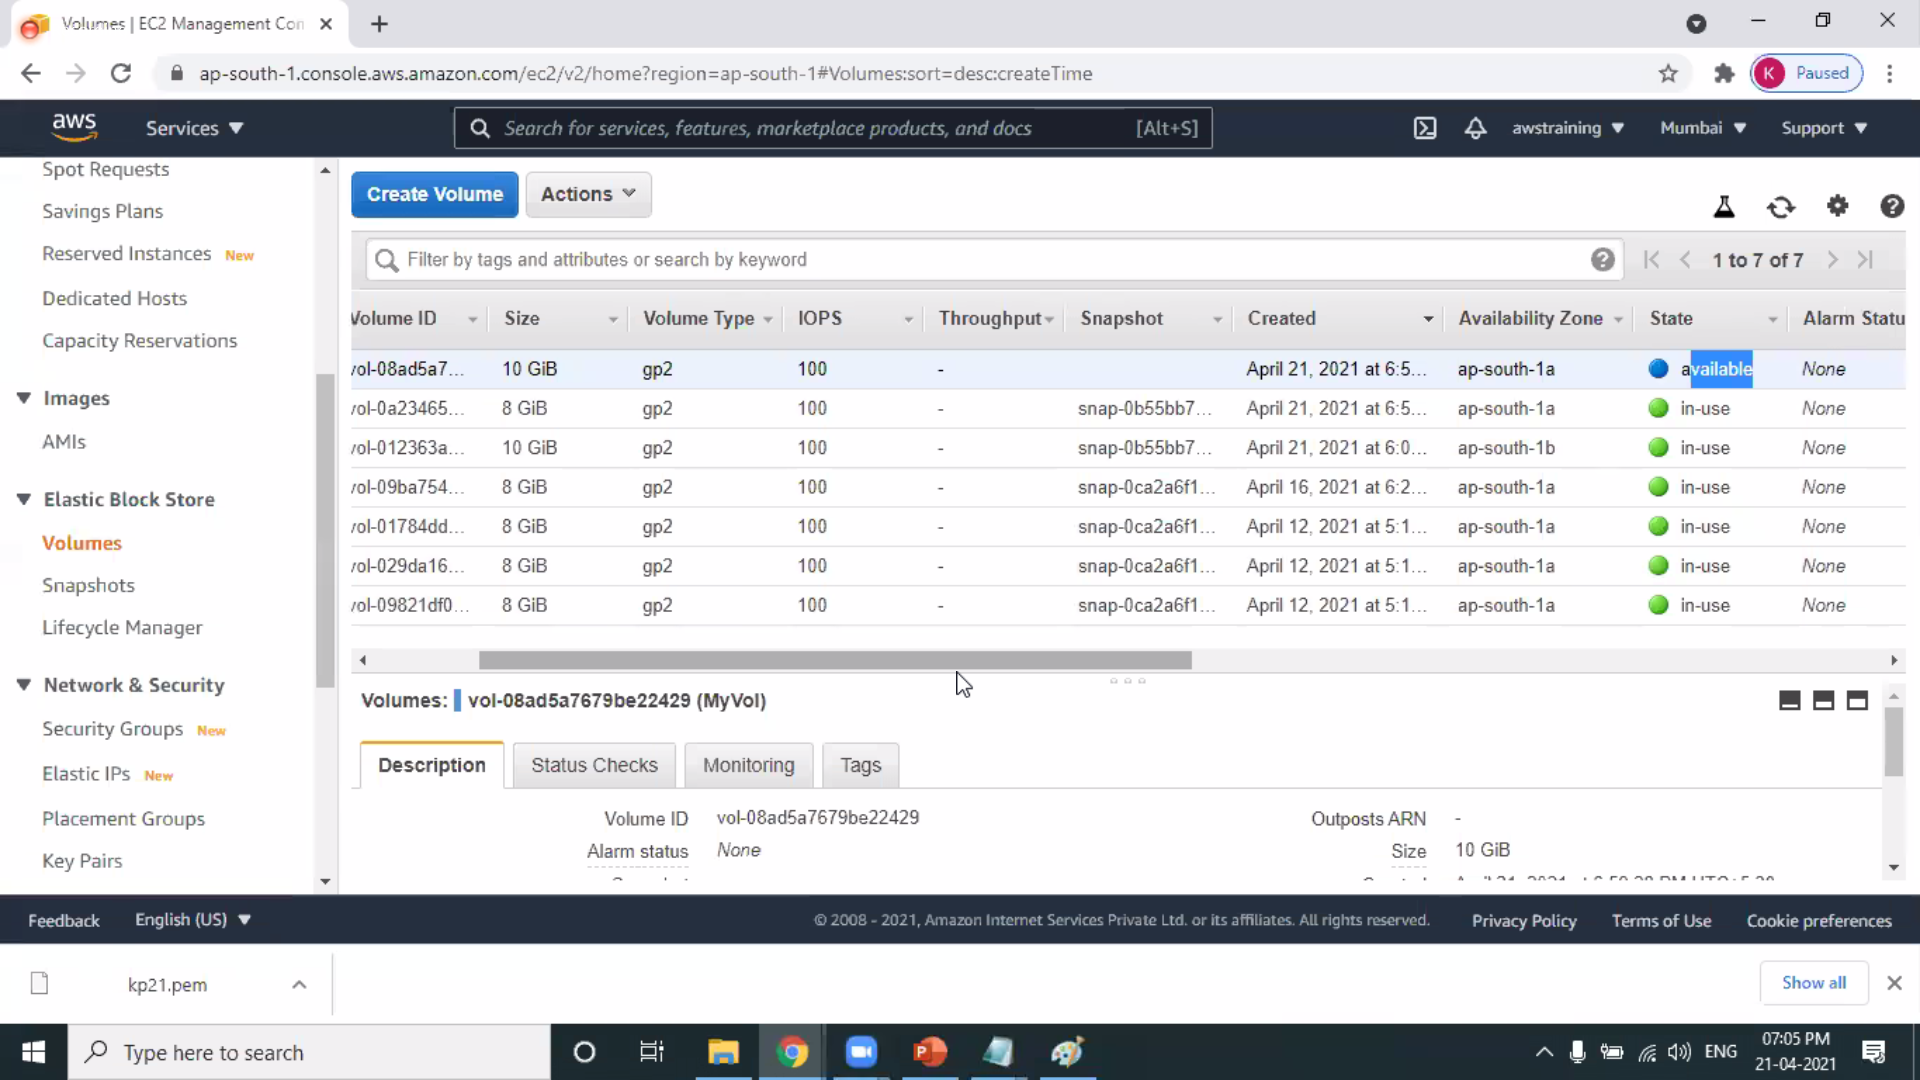 Volumes | EC2 Management Con
ap-south-1.console.aws.amazon.com/ec2/v2/home?region=ap-south-1#Volumes:sort=desc:createTime
K Paused
aws Services Search for services, features, marketplace products, and docs [Alt+S] awstraining Mumbai Support
Spot Requests
Savings Plans
Reserved Instances New
Dedicated Hosts
Capacity Reservations
Images
AMIs
Elastic Block Store
Volumes
Snapshots
Lifecycle Manager
Network & Security
Security Groups New
Elastic IPs New
Placement Groups
Key Pairs
Create Volume Actions
Filter by tags and attributes or search by keyword 1 to 7 of 7
Volume ID Size Volume Type IOPS Throughput Snapshot Created Availability Zone State Alarm Statu
vol-08ad5a7... 10 GiB gp2 100 - April 21, 2021 at 6:5... ap-south-1a available None
vol-0a23465... 8 GiB gp2 100 - snap-0b55bb7... April 21, 2021 at 6:5... ap-south-1a in-use None
vol-012363a... 10 GiB gp2 100 - snap-0b55bb7... April 21, 2021 at 6:0... ap-south-1b in-use None
vol-09ba754... 8 GiB gp2 100 - snap-0ca2a6f1... April 16, 2021 at 6:2... ap-south-1a in-use None
vol-01784dd... 8 GiB gp2 100 - snap-0ca2a6f1... April 12, 2021 at 5:1... ap-south-1a in-use None
vol-029da16... 8 GiB gp2 100 - snap-0ca2a6f1... April 12, 2021 at 5:1... ap-south-1a in-use None
vol-09821df0... 8 GiB gp2 100 - snap-0ca2a6f1... April 12, 2021 at 5:1... ap-south-1a in-use None
Volumes: vol-08ad5a7679be22429 (MyVol)
Description Status Checks Monitoring Tags
Volume ID vol-08ad5a7679be22429 Outposts ARN -
Alarm status None Size 10 GiB
Feedback English (US) © 2008 - 2021, Amazon Internet Services Private Ltd. or its affiliates. All rights reserved. Privacy Policy Terms of Use Cookie preferences
kp21.pem Show all
Type here to search ENG 07:05 PM
21-04-2021